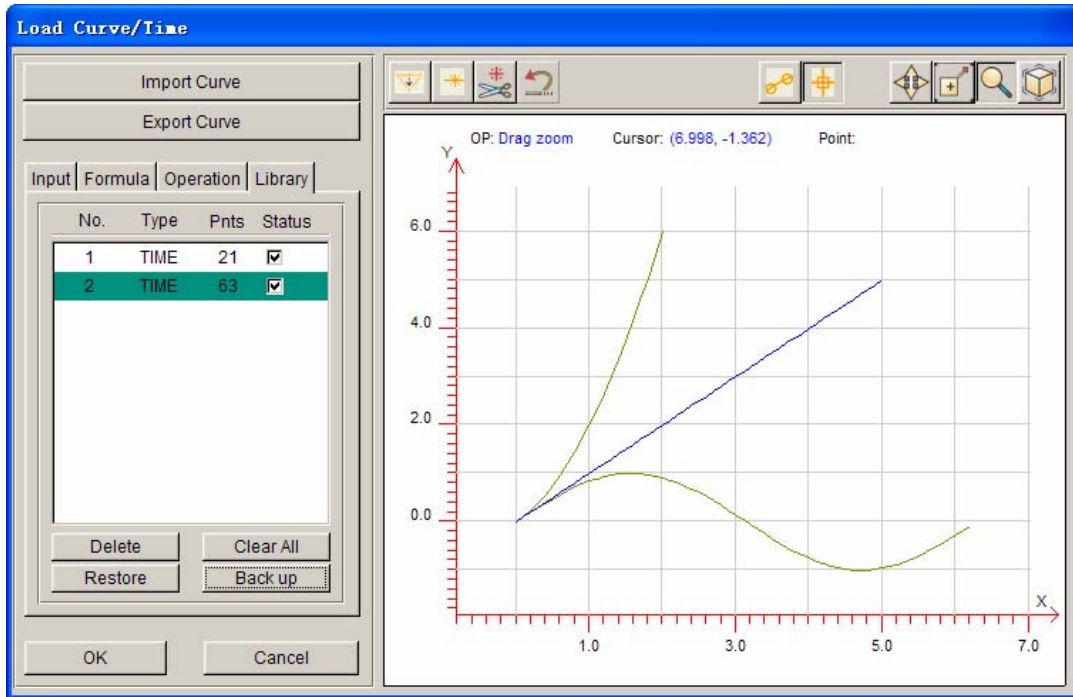 Load Curve/Time
Import Curve
Export Curve
Input Formula Operation Library
No. Type Pnts Status
1 TIME 21
2 TIME 63
Delete Clear All
Restore Back up
OK Cancel
OP: Drag zoom Cursor: (6.998, -1.362) Point:
Y
6.0
4.0
2.0
0.0
X
1.0 3.0 5.0 7.0